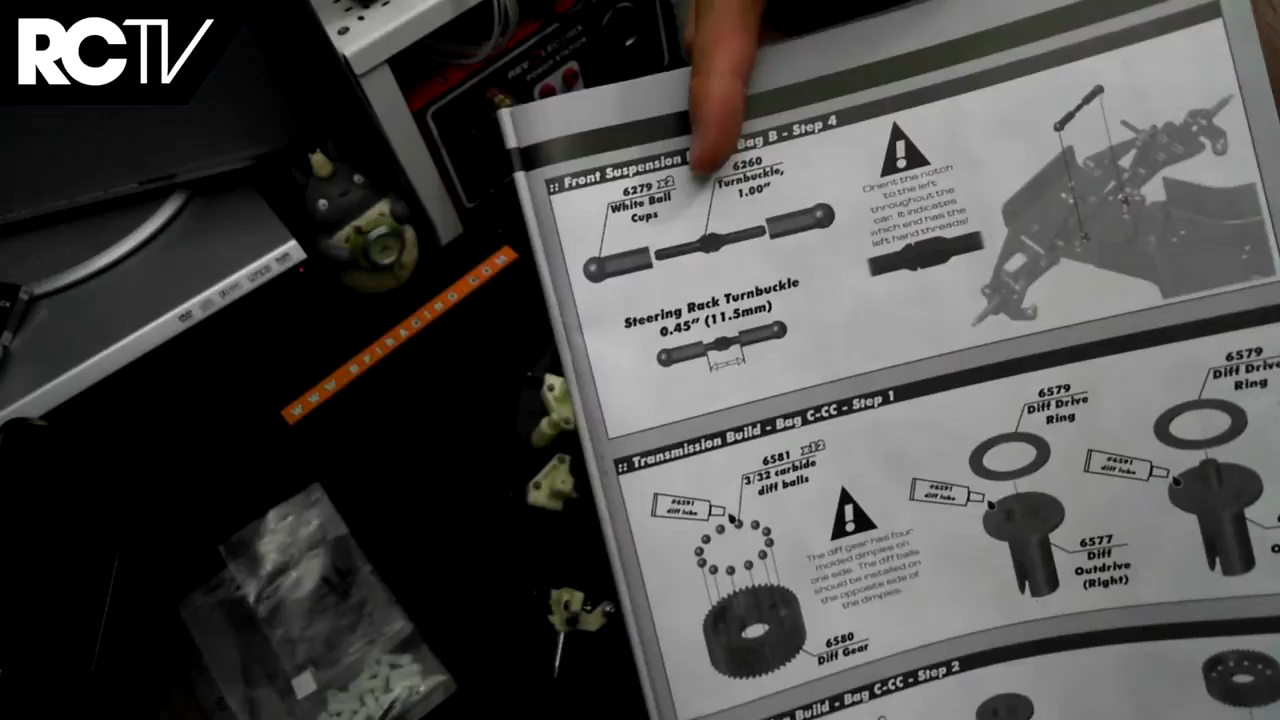 RCTV
POWER STATION
WWW.RPIRACING.COM
:: Front Suspension Bag B - Step 4
6279 x2
White Ball
Cups
6260
Turnbuckle,
1.00"
Orient the notch
to the left
throughout the
car. It indicates
which end has the
left hand threads!
Steering Rack Turnbuckle
0.45" (11.5mm)
:: Transmission Build - Bag C-CC - Step 1
6581 x12
3/32 carbide
diff balls
#6591
diff lube
The diff gear has four
molded dimples on
one side. The diff balls
should be installed on
the opposite side of
the dimples.
6580
Diff Gear
6579
Diff Drive
Ring
#6591
diff lube
6577
Diff
Outdrive
(Right)
6579
Diff Drive
Ring
#6591
diff lube
Build - Bag C-CC - Step 2